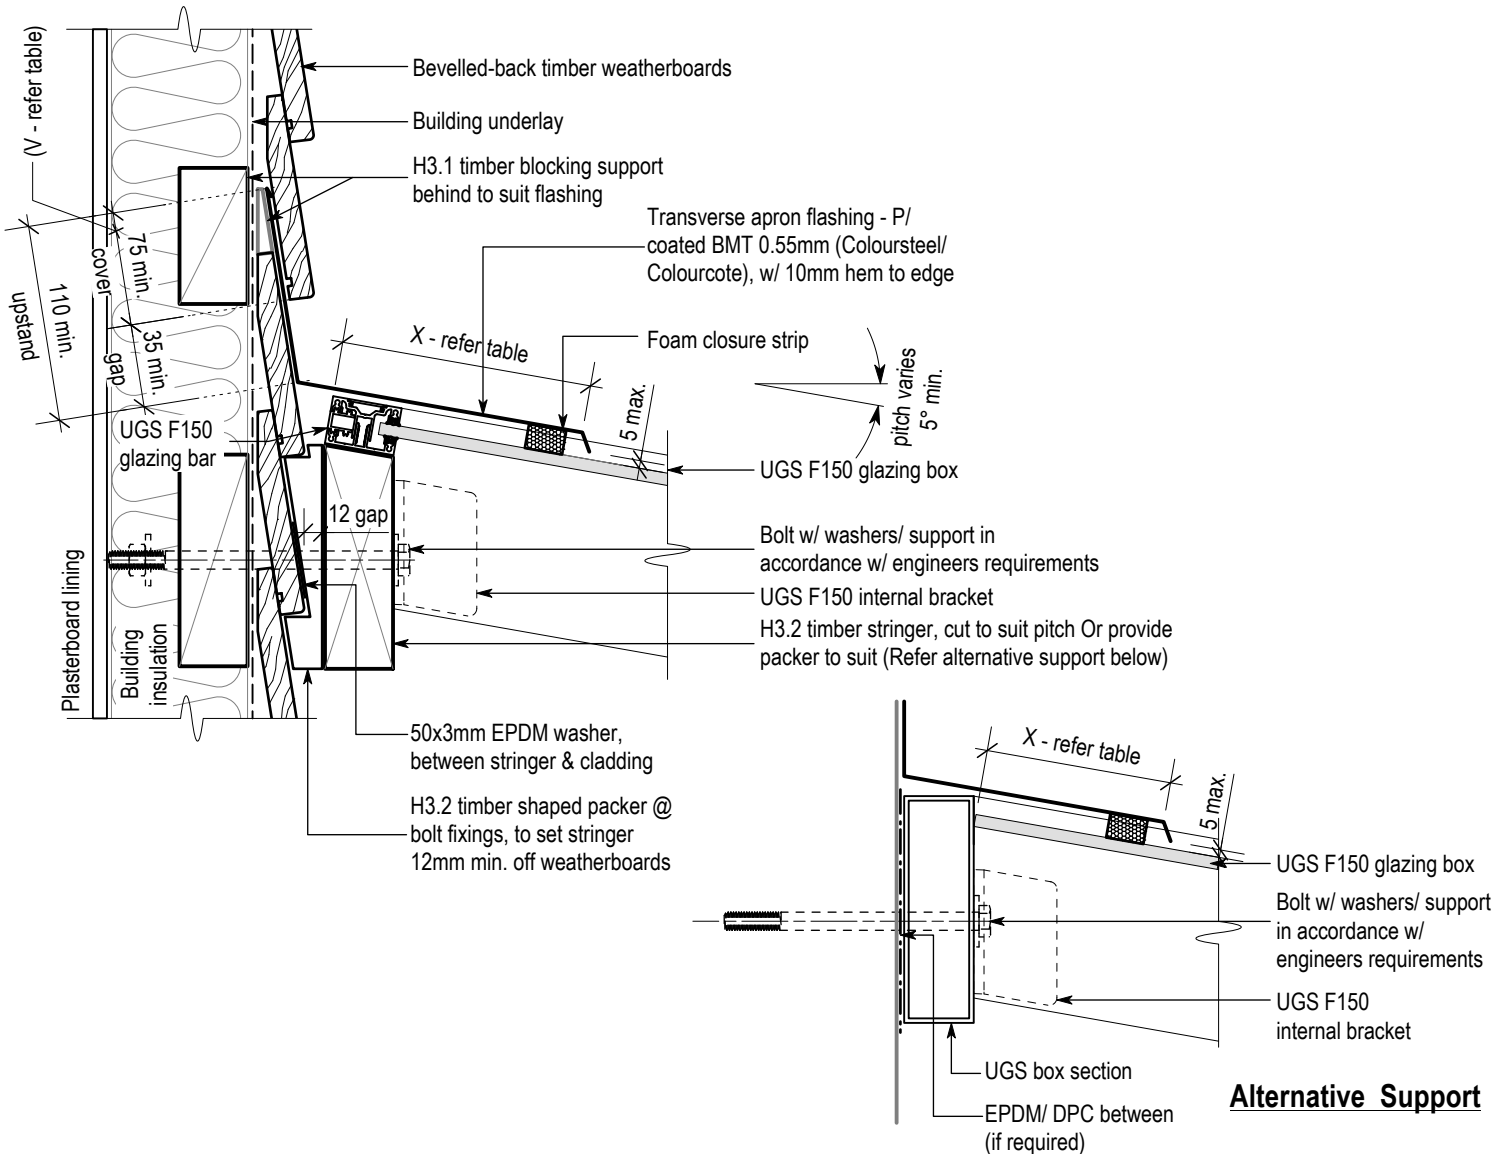 (V - refer table)
Bevelled-back timber weatherboards
Building underlay
H3.1 timber blocking support
behind to suit flashing
Transverse apron flashing - P/
coated BMT 0.55mm (Coloursteel/
Colourcote), w/ 10mm hem to edge
Foam closure strip
X - refer table
pitch varies
5° min.
5 max.
75 min.
cover
110 min.
upstand
35 min.
gap
UGS F150
glazing bar
UGS F150 glazing box
12 gap
Bolt w/ washers/ support in
accordance w/ engineers requirements
UGS F150 internal bracket
H3.2 timber stringer, cut to suit pitch Or provide
packer to suit (Refer alternative support below)
Plasterboard lining
Building
insulation
50x3mm EPDM washer,
between stringer & cladding
H3.2 timber shaped packer @
bolt fixings, to set stringer
12mm min. off weatherboards
X - refer table
5 max.
UGS F150 glazing box
Bolt w/ washers/ support
in accordance w/
engineers requirements
UGS F150
internal bracket
UGS box section
EPDM/ DPC between
(if required)
Alternative Support